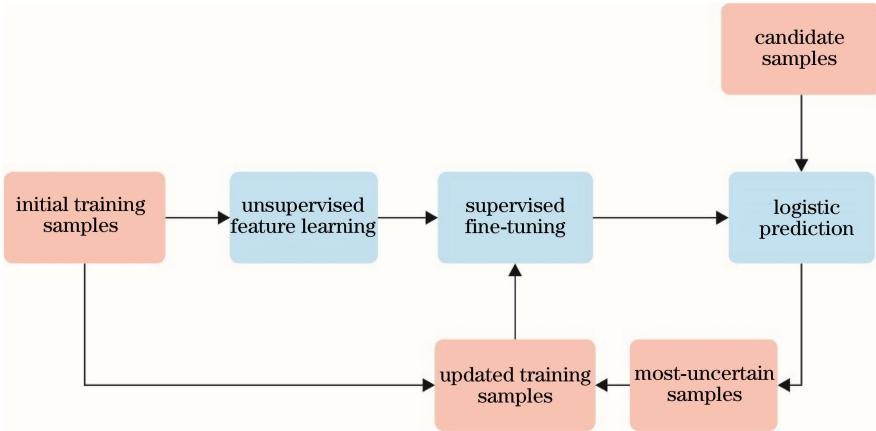 candidate
samples
initial training
samples
unsupervised
feature learning
supervised
fine-tuning
logistic
prediction
updated training
samples
most-uncertain
samples